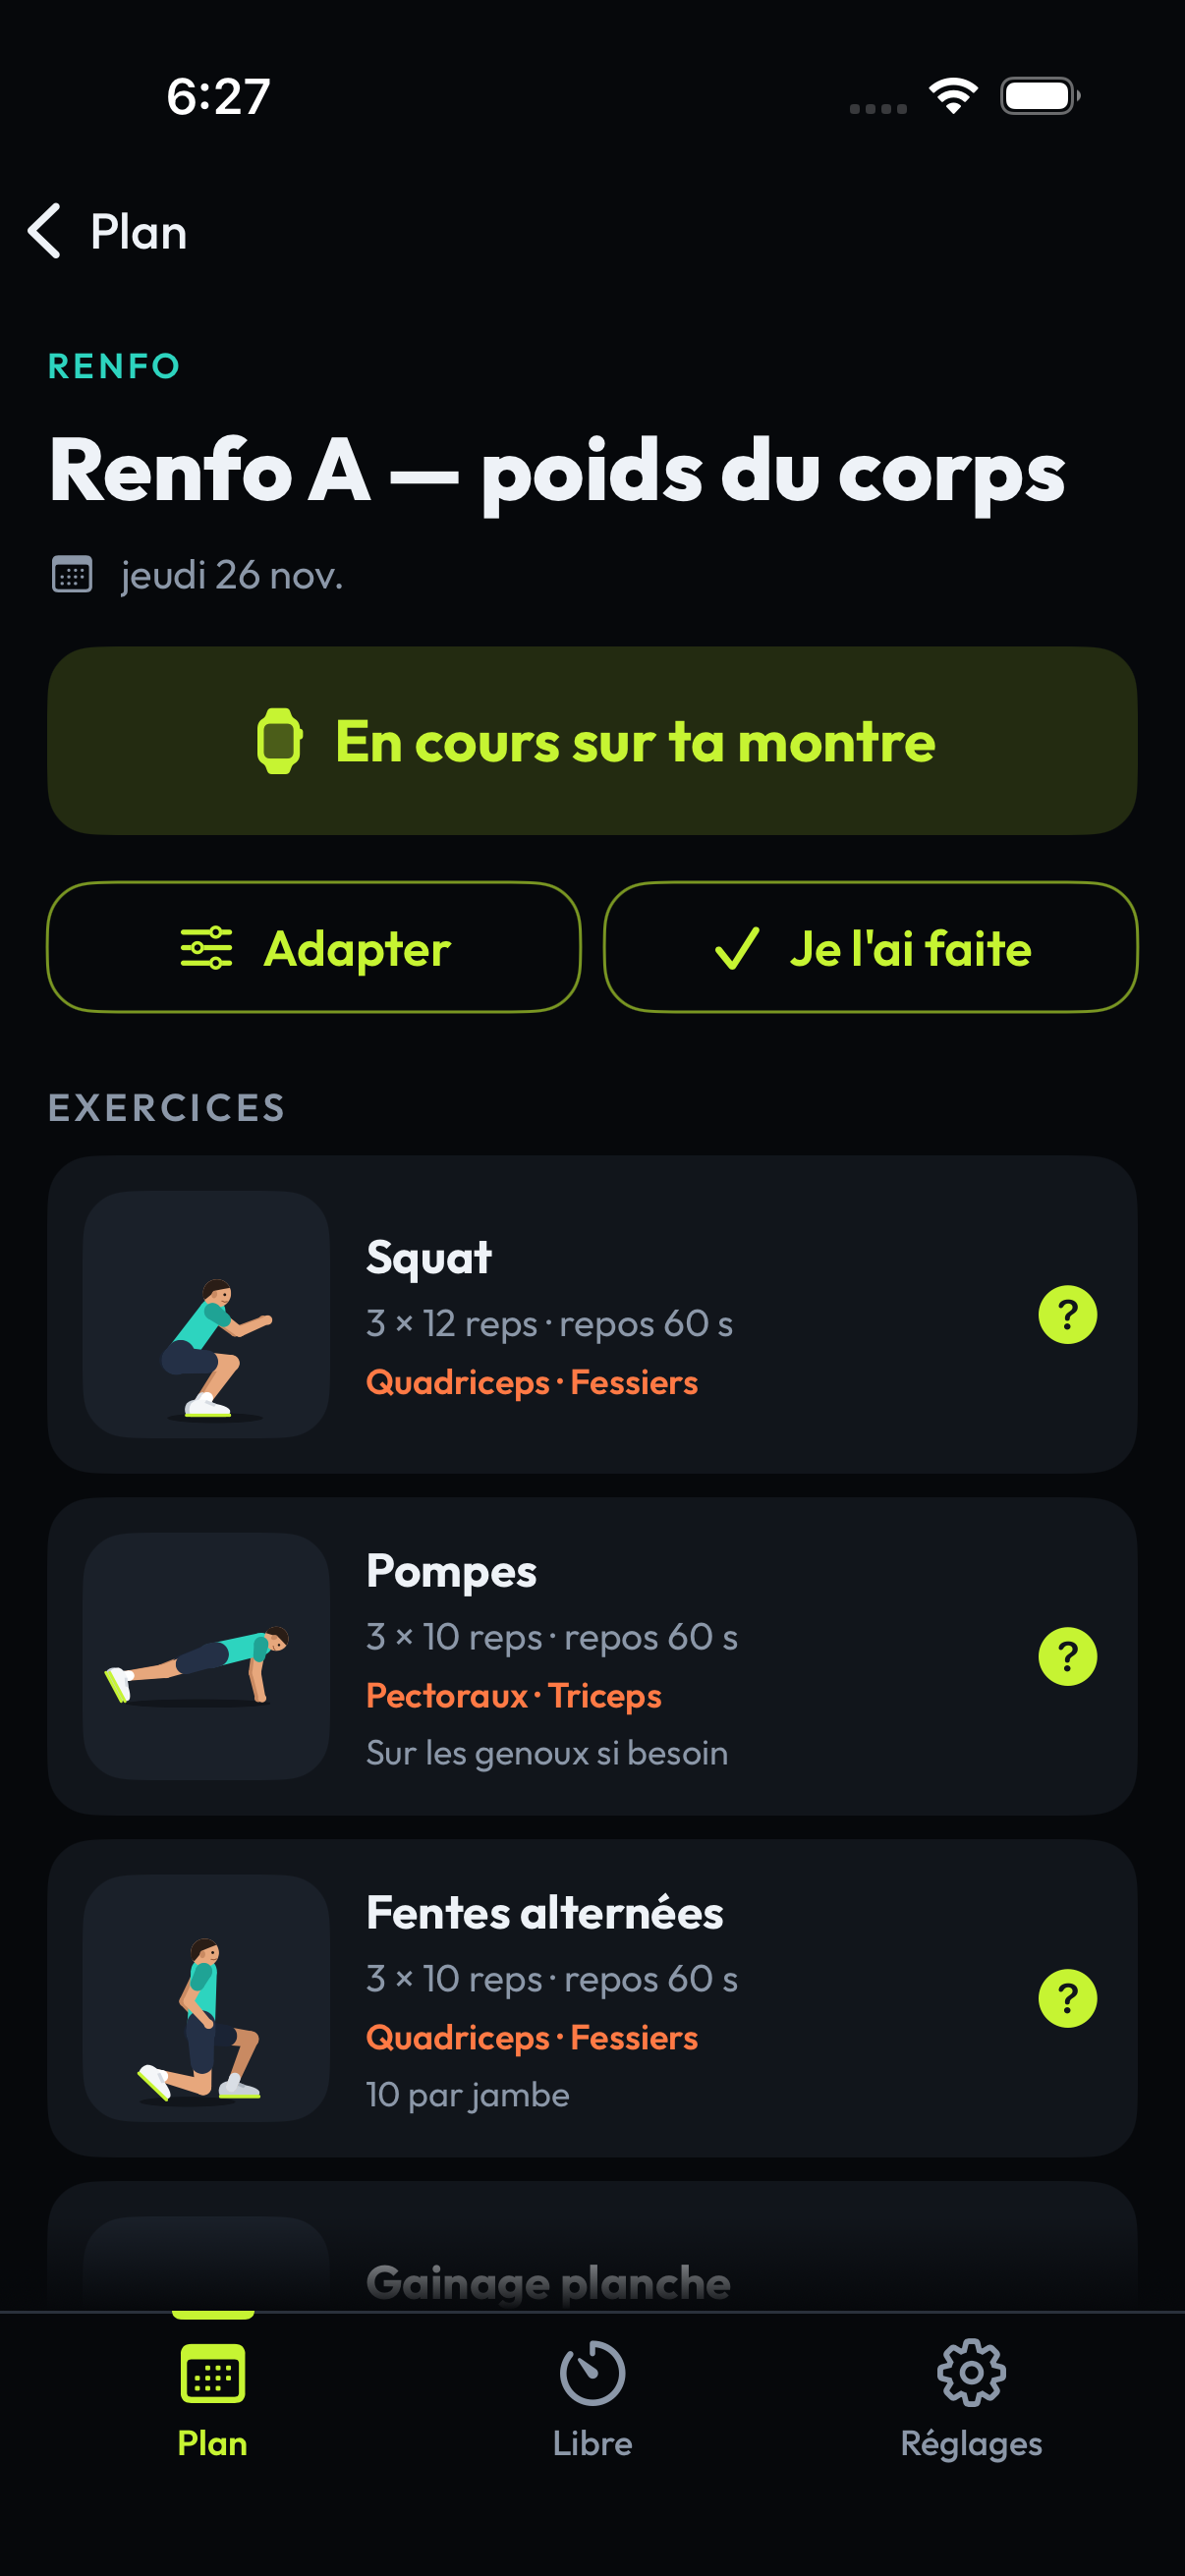 6:27
Plan
RENFO
Renfo A — poids du corps
jeudi 26 nov.
En cours sur ta montre
Adapter
Je l'ai faite
EXERCICES
Squat
3 × 12 reps · repos 60 s
Quadriceps · Fessiers
?
Pompes
3 × 10 reps · repos 60 s
Pectoraux · Triceps
Sur les genoux si besoin
?
Fentes alternées
3 × 10 reps · repos 60 s
Quadriceps · Fessiers
10 par jambe
?
Gainage planche
Plan
Libre
Réglages